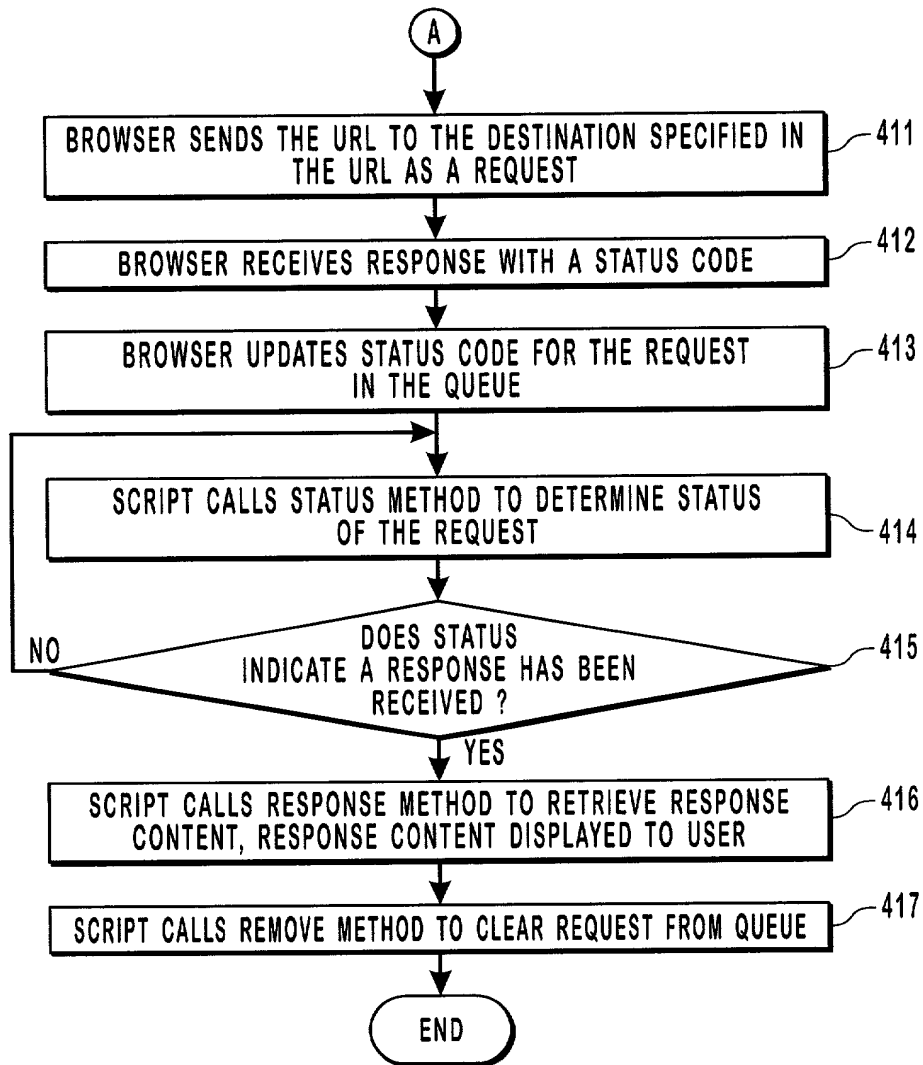 A
BROWSER SENDS THE URL TO THE DESTINATION SPECIFIED IN
THE URL AS A REQUEST
411
BROWSER RECEIVES RESPONSE WITH A STATUS CODE
412
BROWSER UPDATES STATUS CODE FOR THE REQUEST
IN THE QUEUE
413
SCRIPT CALLS STATUS METHOD TO DETERMINE STATUS
OF THE REQUEST
414
DOES STATUS
INDICATE A RESPONSE HAS BEEN
RECEIVED ?
415
NO
YES
SCRIPT CALLS RESPONSE METHOD TO RETRIEVE RESPONSE
CONTENT, RESPONSE CONTENT DISPLAYED TO USER
416
SCRIPT CALLS REMOVE METHOD TO CLEAR REQUEST FROM QUEUE
417
END